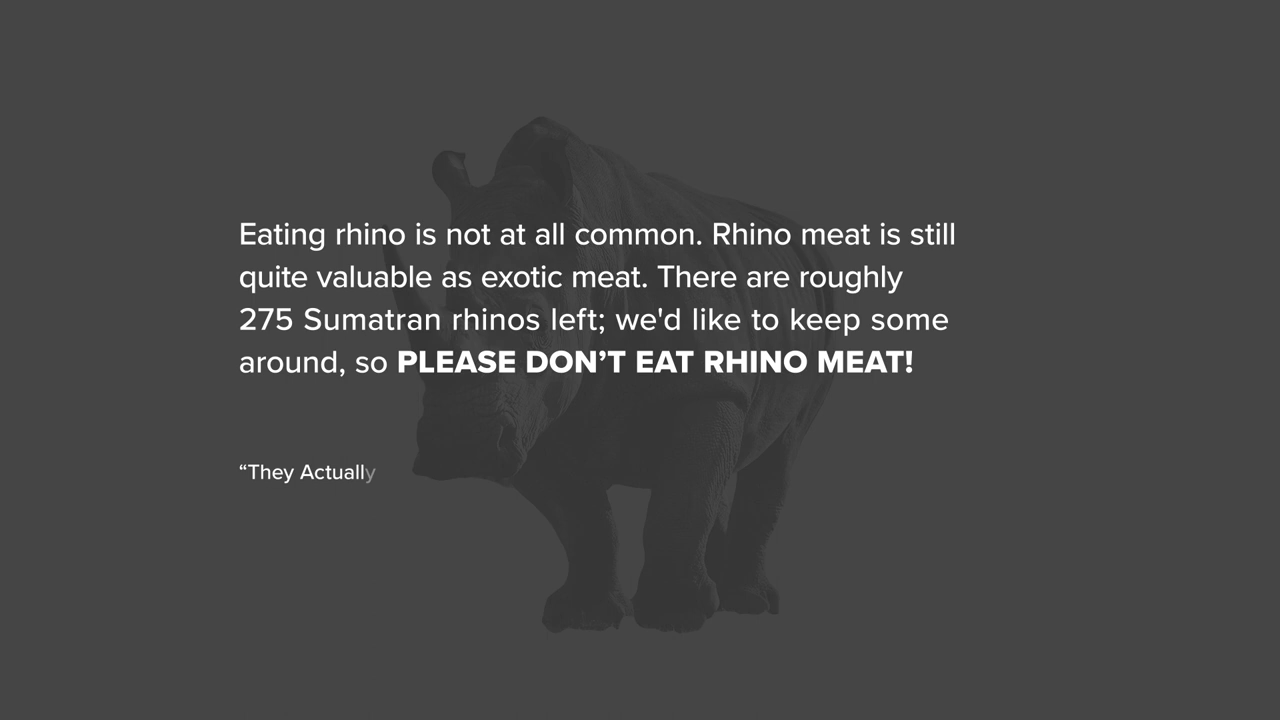 Eating rhino is not at all common. Rhino meat is still
quite valuable as exotic meat. There are roughly
275 Sumatran rhinos left; we'd like to keep some
around, so PLEASE DON’T EAT RHINO MEAT!
“They Actually